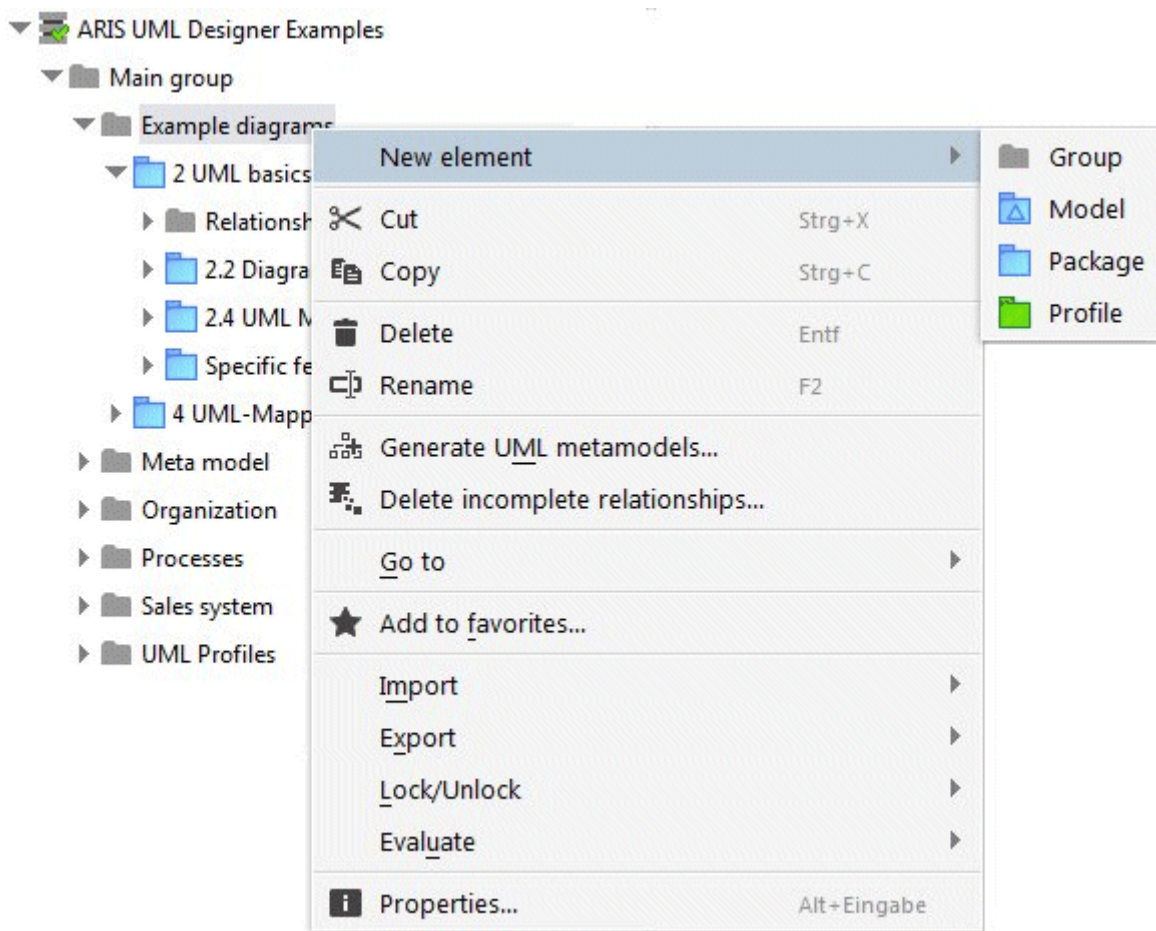 ARIS UML Designer Examples
Main group
Example diagrams
2 UML basics
Relationsh
2.2 Diagra
2.4 UML M
Specific fe
4 UML-Mapp
Meta model
Organization
Processes
Sales system
UML Profiles
New element
Cut Strg+X
Copy Strg+C
Delete Entf
Rename F2
Generate UML metamodels...
Delete incomplete relationships...
Go to
Add to favorites...
Import
Export
Lock/Unlock
Evaluate
Properties... Alt+Eingabe
Group
Model
Package
Profile